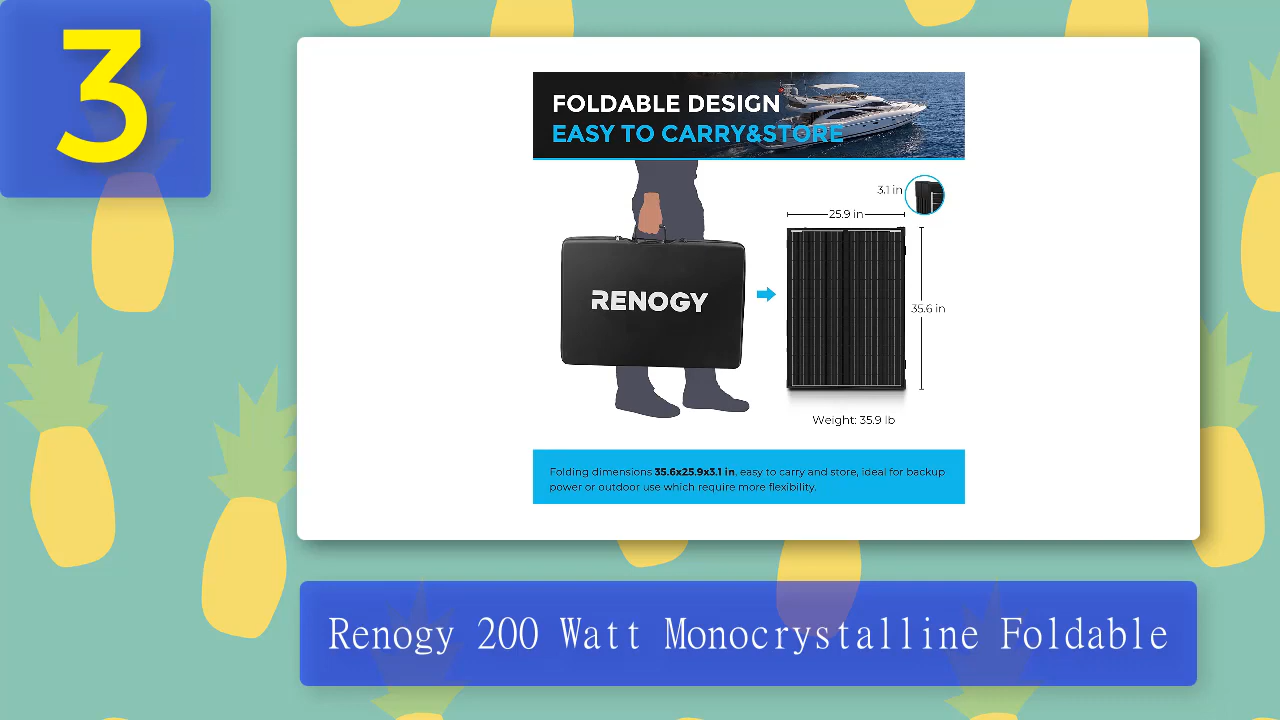 3
FOLDABLE DESIGN
EASY TO CARRY&STORE
3.1 in
25.9 in
RENOGY
35.6 in
Weight: 35.9 lb
Folding dimensions 35.6x25.9x3.1 in, easy to carry and store, ideal for backup
power or outdoor use which require more flexibility.
Renogy 200 Watt Monocrystalline Foldable